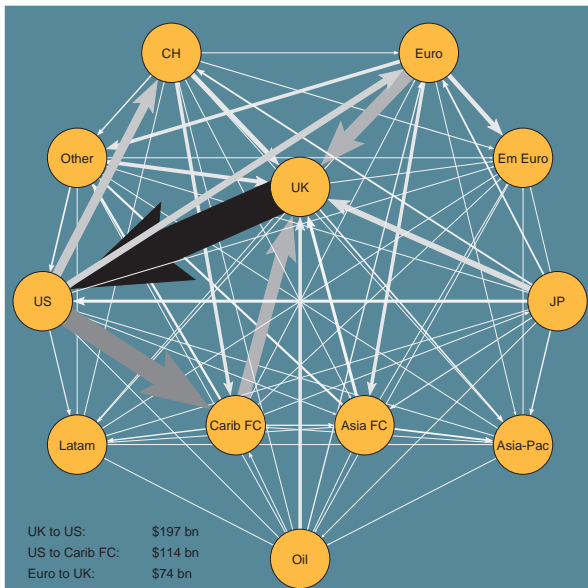 CH
Euro
Other
UK
Em Euro
US
JP
Latam
Carib FC
Asia FC
Asia-Pac
Oil
UK to US: $197 bn
US to Carib FC: $114 bn
Euro to UK: $74 bn